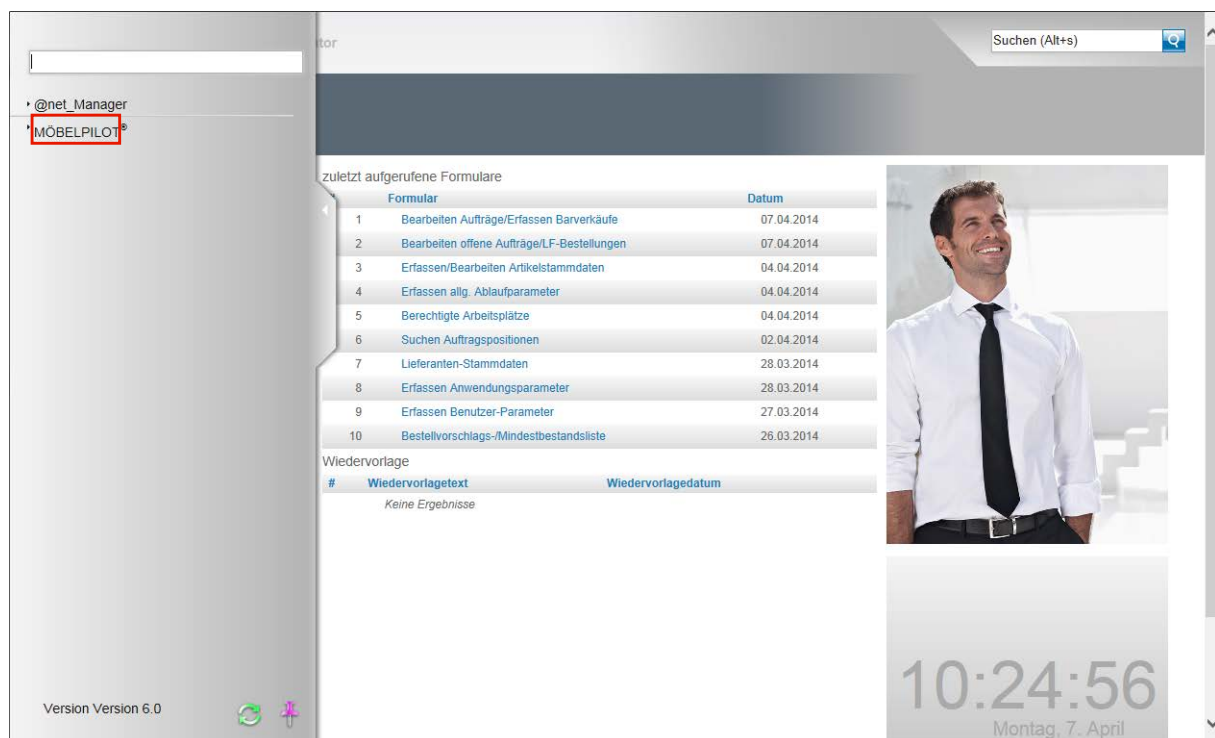 itor
Suchen (Alt+s)
@net_Manager
MÖBELPILOT®
zuletzt aufgerufene Formulare
# Formular Datum
1 Bearbeiten Aufträge/Erfassen Barverkäufe 07.04.2014
2 Bearbeiten offene Aufträge/LF-Bestellungen 07.04.2014
3 Erfassen/Bearbeiten Artikelstammdaten 04.04.2014
4 Erfassen allg. Ablaufparameter 04.04.2014
5 Berechtigte Arbeitsplätze 04.04.2014
6 Suchen Auftragspositionen 02.04.2014
7 Lieferanten-Stammdaten 28.03.2014
8 Erfassen Anwendungsparameter 28.03.2014
9 Erfassen Benutzer-Parameter 27.03.2014
10 Bestellvorschlags-/Mindestbestandsliste 26.03.2014
Wiedervorlage
# Wiedervorlagetext Wiedervorlagedatum
Keine Ergebnisse
10:24:56
Montag, 7. April
Version Version 6.0